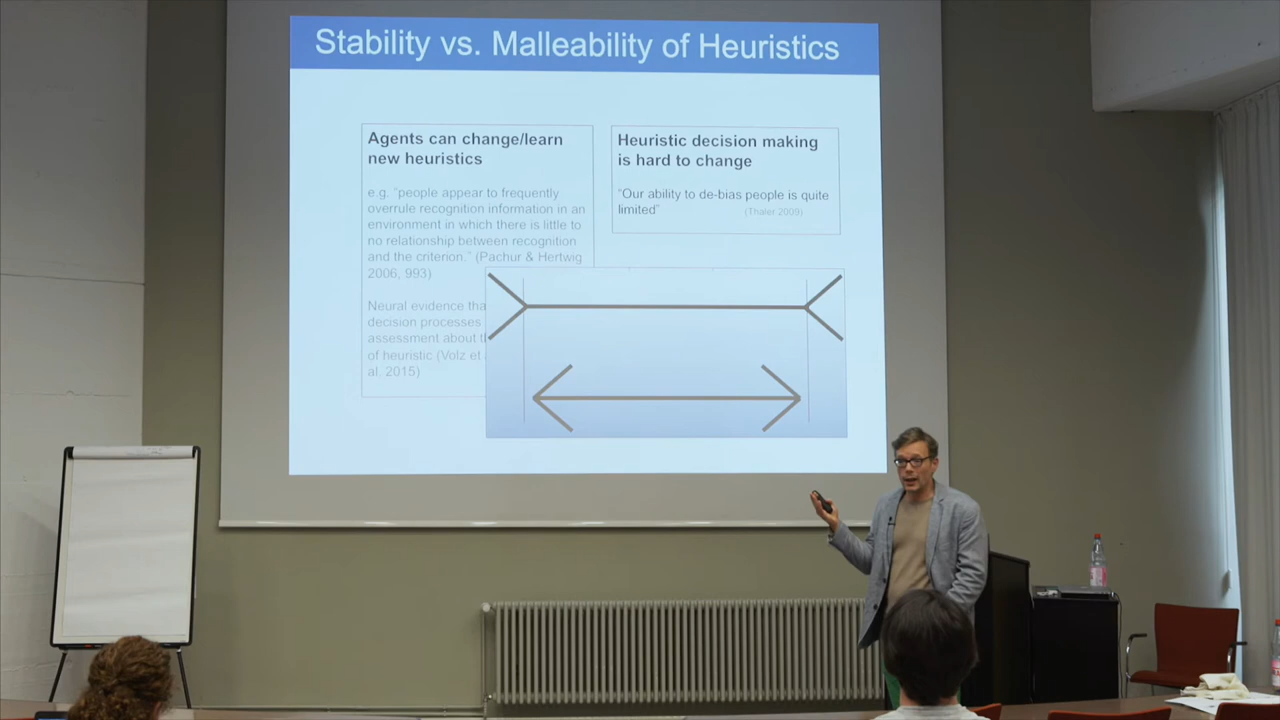 Stability vs. Malleability of Heuristics
Agents can change/learn
new heuristics
e.g. “people appear to frequently
overrule recognition information in an
environment in which there is little to
no relationship between recognition
and the criterion.” (Pachur & Hertwig
2006, 993)
Neural evidence tha
decision processes
assessment about t
of heuristic (Volz et
al. 2015)
Heuristic decision making
is hard to change
“Our ability to de-bias people is quite
limited” (Thaler 2009)